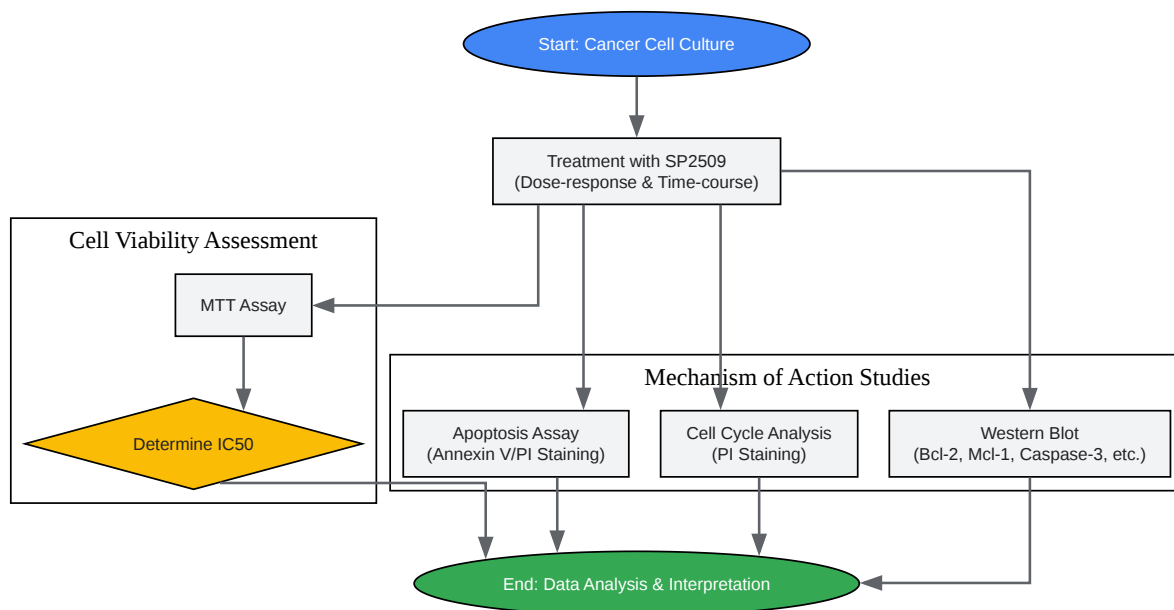 Start: Cancer Cell Culture
Treatment with SP2509
(Dose-response & Time-course)
Cell Viability Assessment
MTT Assay
Determine IC50
Mechanism of Action Studies
Apoptosis Assay
(Annexin V/PI Staining)
Cell Cycle Analysis
(PI Staining)
Western Blot
(Bcl-2, Mcl-1, Caspase-3, etc.)
End: Data Analysis & Interpretation